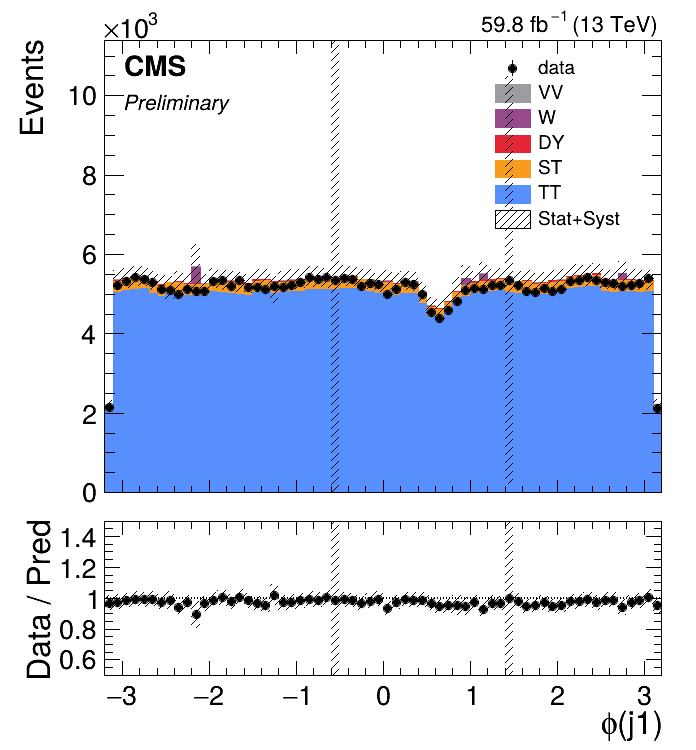 ×10³
59.8 fb⁻¹ (13 TeV)
Events
CMS
Preliminary
data
VV
W
DY
ST
TT
Stat+Syst
10
8
6
4
2
0
Data / Pred
1.4
1.2
1
0.8
0.6
−3 −2 −1 0 1 2 3
ϕ(j1)